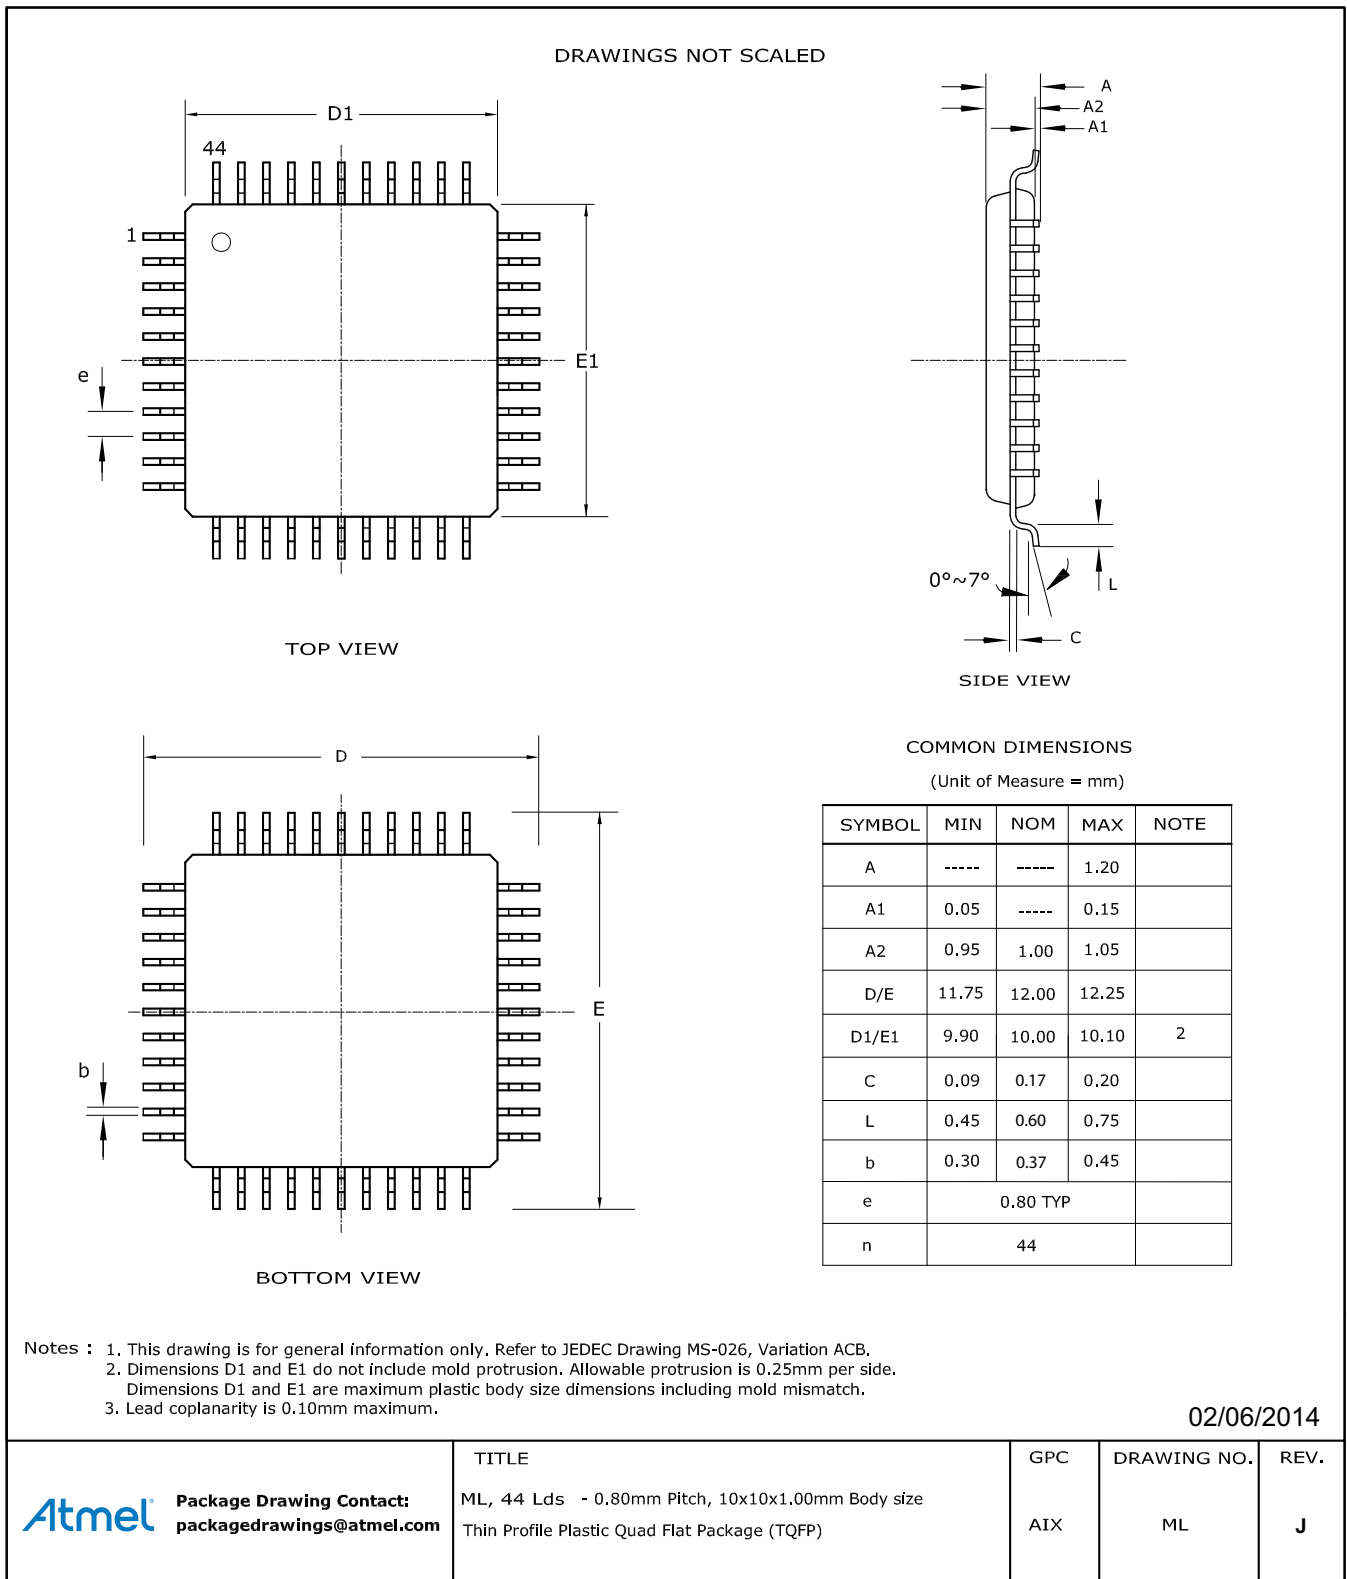 DRAWINGS NOT SCALED
D1
44
1
e
E1
TOP VIEW
A
A2
A1
0°~7°
L
C
SIDE VIEW
D
E
b
BOTTOM VIEW
COMMON DIMENSIONS
(Unit of Measure = mm)
SYMBOL MIN NOM MAX NOTE
A ----- ----- 1.20
A1 0.05 ----- 0.15
A2 0.95 1.00 1.05
D/E 11.75 12.00 12.25
D1/E1 9.90 10.00 10.10 2
C 0.09 0.17 0.20
L 0.45 0.60 0.75
b 0.30 0.37 0.45
e 0.80 TYP
n 44
Notes : 1. This drawing is for general information only. Refer to JEDEC Drawing MS-026, Variation ACB.
2. Dimensions D1 and E1 do not include mold protrusion. Allowable protrusion is 0.25mm per side.
Dimensions D1 and E1 are maximum plastic body size dimensions including mold mismatch.
3. Lead coplanarity is 0.10mm maximum.
02/06/2014
Atmel
Package Drawing Contact:
packagedrawings@atmel.com
TITLE
ML, 44 Lds - 0.80mm Pitch, 10x10x1.00mm Body size
Thin Profile Plastic Quad Flat Package (TQFP)
GPC
AIX
DRAWING NO.
ML
REV.
J